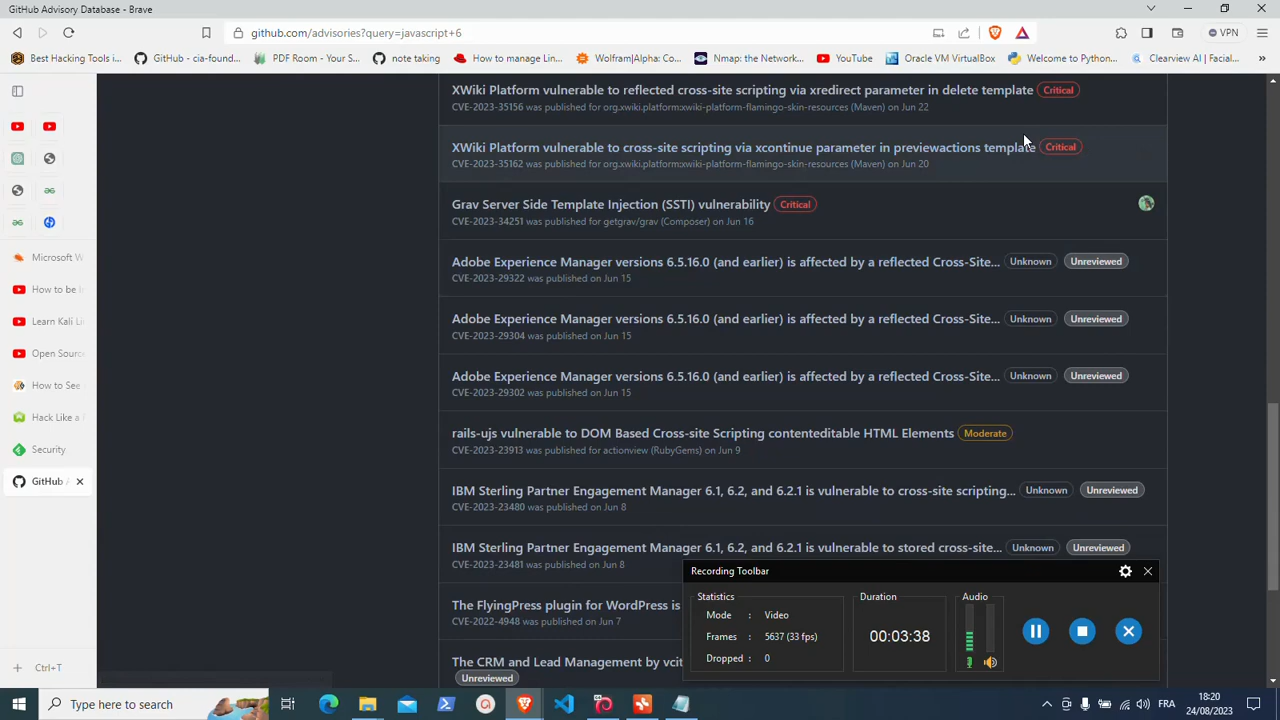 GitHub Advisory Database - Brave
github.com/advisories?query=javascript+6
VPN
Best Hacking Tools i...
GitHub - cia-found...
PDF Room - Your S...
note taking
How to manage Lin...
Wolfram|Alpha: Co...
Nmap: the Network...
YouTube
Oracle VM VirtualBox
Welcome to Python...
Clearview AI | Facial...
Microsoft W
How to be I
Learn Kali Li
Open Sourc
How to See
Hack Like a
Security
GitHub A
Ctrl+T
XWiki Platform vulnerable to reflected cross-site scripting via xredirect parameter in delete template Critical
CVE-2023-35156 was published for org.xwiki.platform:xwiki-platform-flamingo-skin-resources (Maven) on Jun 22
XWiki Platform vulnerable to cross-site scripting via xcontinue parameter in previewactions template Critical
CVE-2023-35162 was published for org.xwiki.platform:xwiki-platform-flamingo-skin-resources (Maven) on Jun 20
Grav Server Side Template Injection (SSTI) vulnerability Critical
CVE-2023-34251 was published for getgrav/grav (Composer) on Jun 16
Adobe Experience Manager versions 6.5.16.0 (and earlier) is affected by a reflected Cross-Site... Unknown Unreviewed
CVE-2023-29322 was published on Jun 15
Adobe Experience Manager versions 6.5.16.0 (and earlier) is affected by a reflected Cross-Site... Unknown Unreviewed
CVE-2023-29304 was published on Jun 15
Adobe Experience Manager versions 6.5.16.0 (and earlier) is affected by a reflected Cross-Site... Unknown Unreviewed
CVE-2023-29302 was published on Jun 15
rails-ujs vulnerable to DOM Based Cross-site Scripting contenteditable HTML Elements Moderate
CVE-2023-23913 was published for actionview (RubyGems) on Jun 9
IBM Sterling Partner Engagement Manager 6.1, 6.2, and 6.2.1 is vulnerable to cross-site scripting... Unknown Unreviewed
CVE-2023-23480 was published on Jun 8
IBM Sterling Partner Engagement Manager 6.1, 6.2, and 6.2.1 is vulnerable to stored cross-site... Unknown Unreviewed
CVE-2023-23481 was published on Jun 8
The FlyingPress plugin for WordPress is
CVE-2022-4948 was published on Jun 7
The CRM and Lead Management by vcit
Unreviewed
Recording Toolbar
Statistics
Mode : Video
Frames : 5637 (33 fps)
Dropped : 0
Duration
00:03:38
Audio
Type here to search
FRA
18:20
24/08/2023